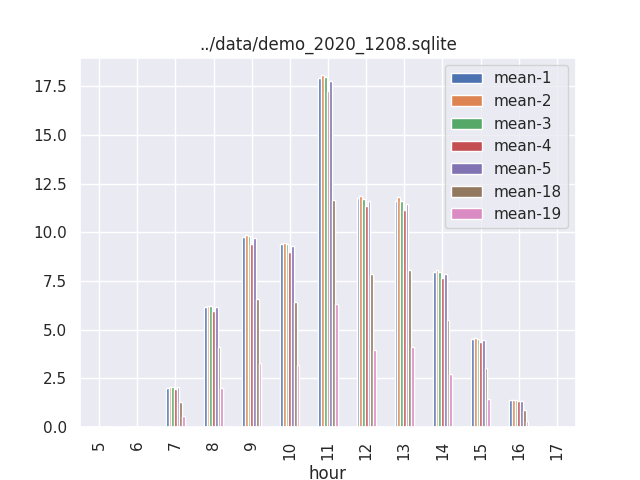 ../data/demo_2020_1208.sqlite
17.5
15.0
12.5
10.0
7.5
5.0
2.5
0.0
mean-1
mean-2
mean-3
mean-4
mean-5
mean-18
mean-19
5 6 7 8 9 10 11 12 13 14 15 16 17
hour